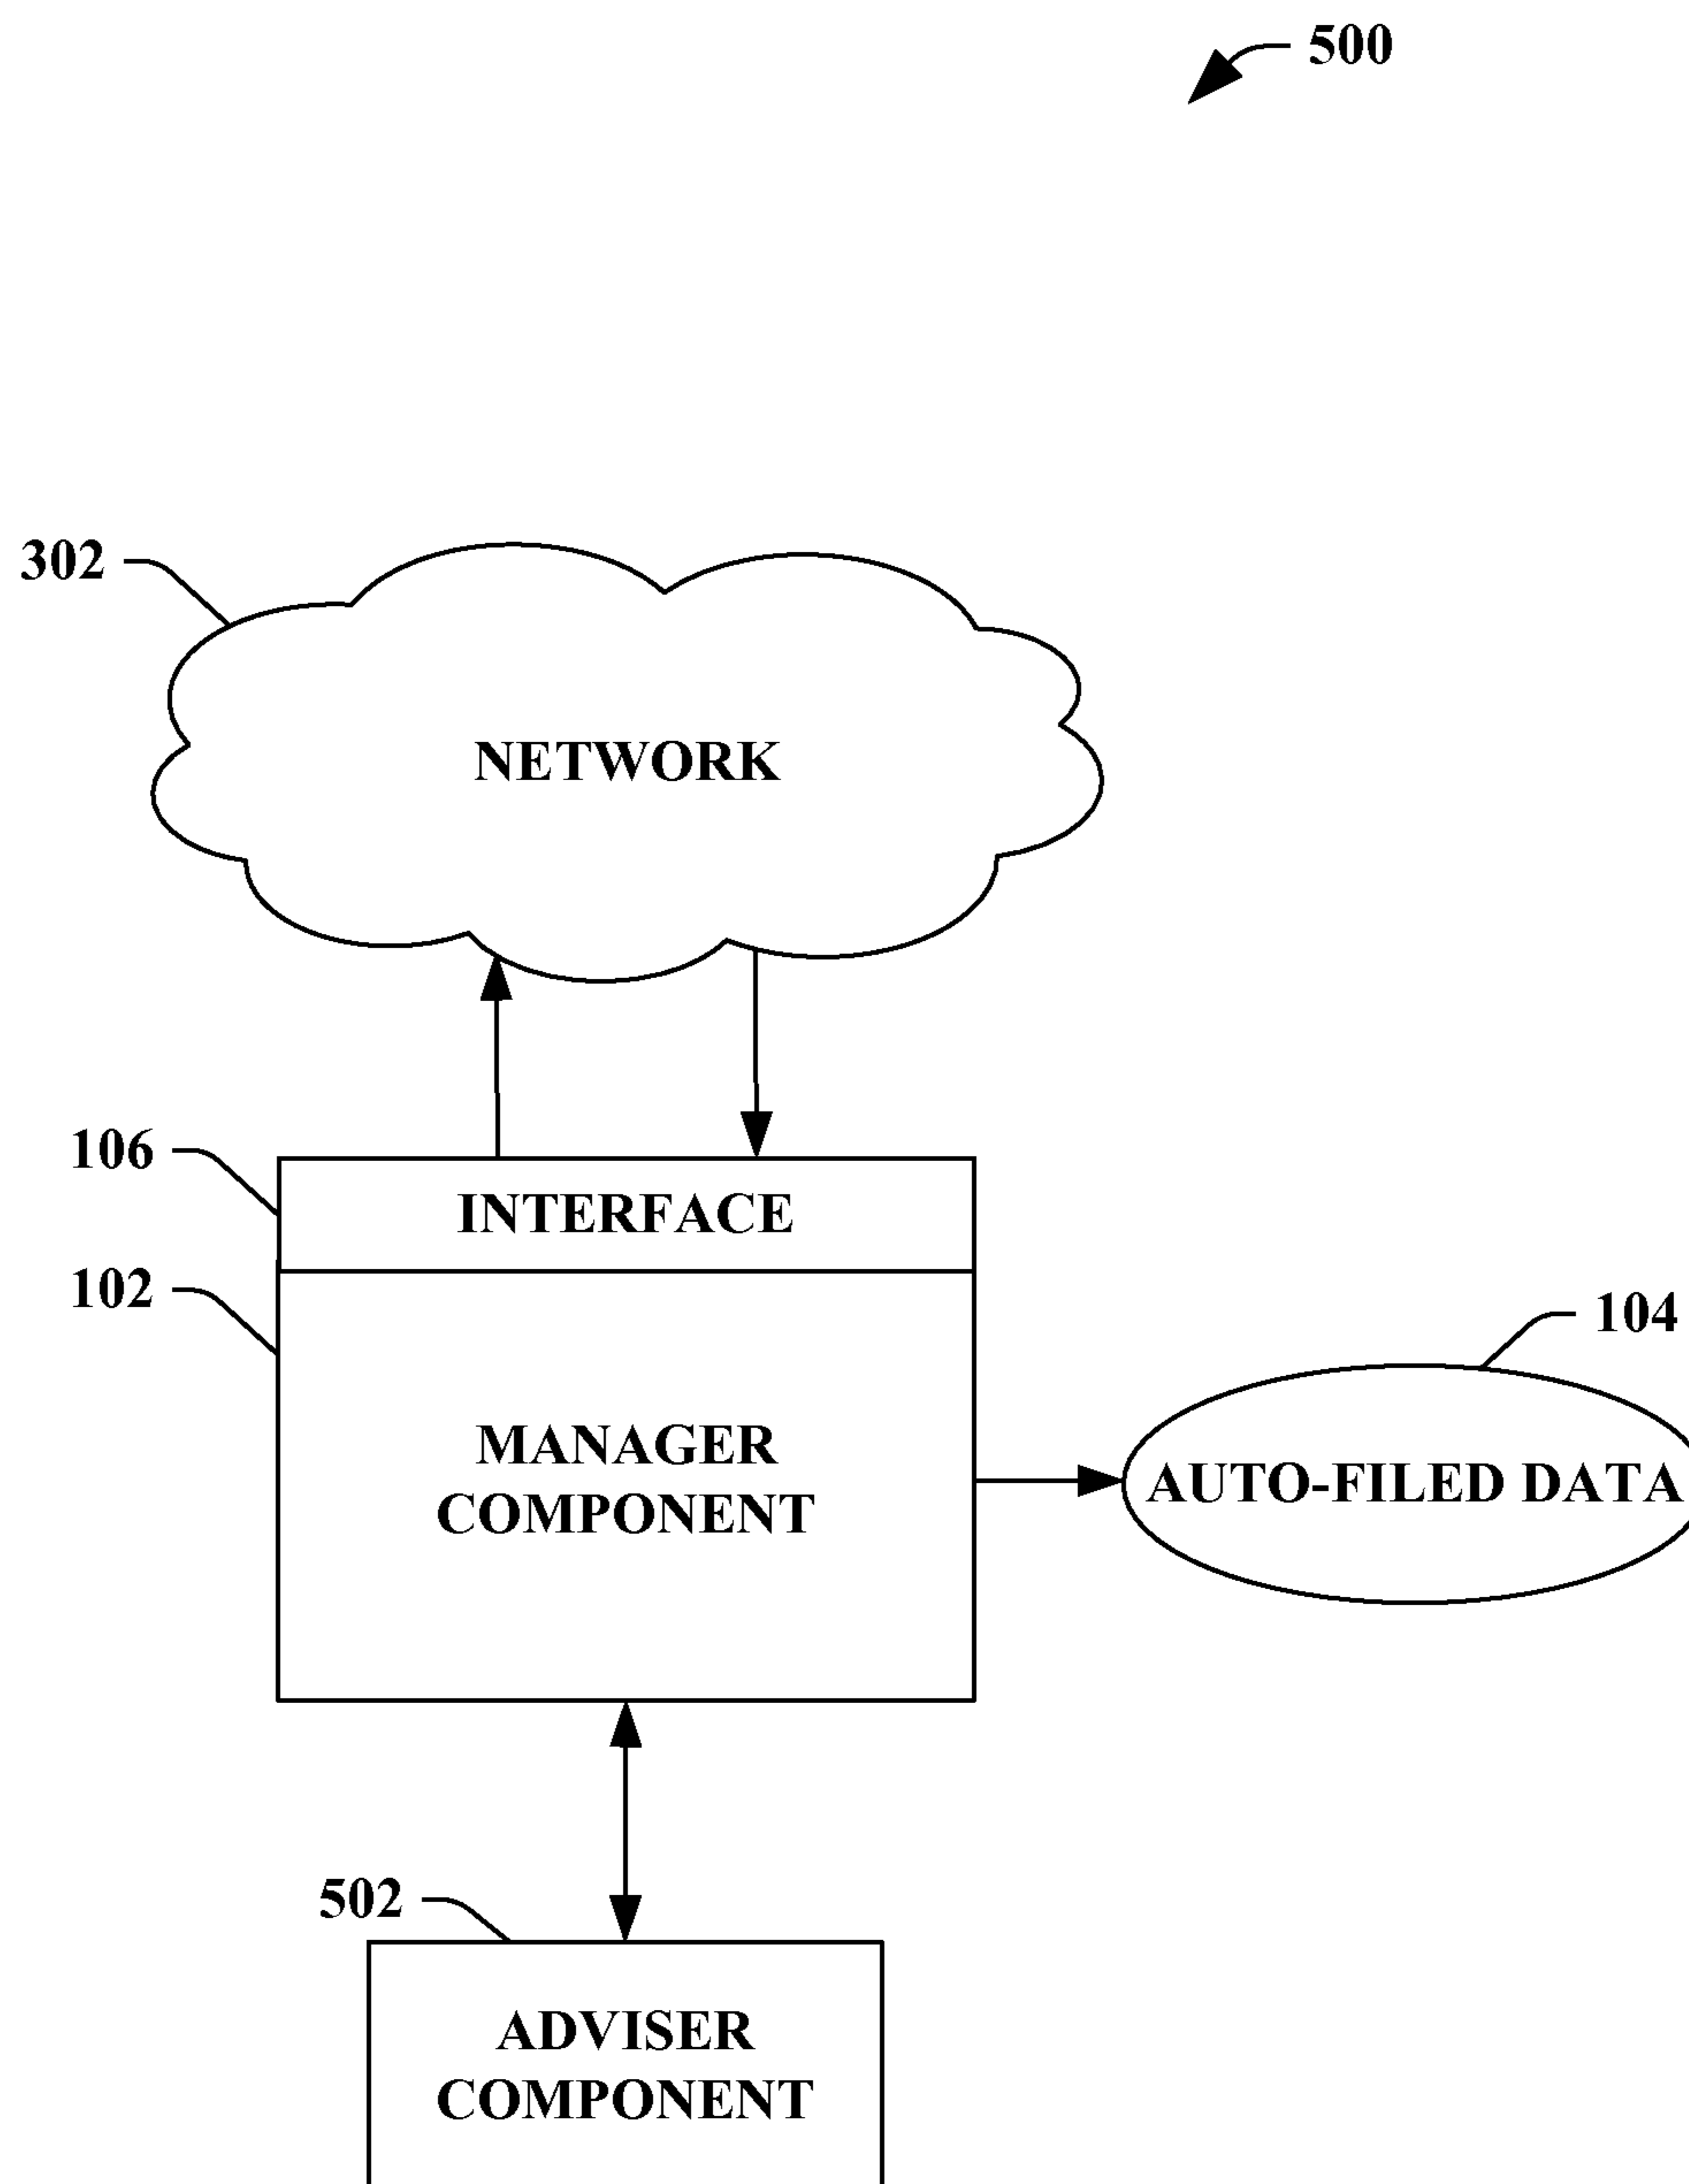 500
302
NETWORK
106
INTERFACE
102
104
MANAGER
COMPONENT
AUTO-FILED DATA
502
ADVISER
COMPONENT